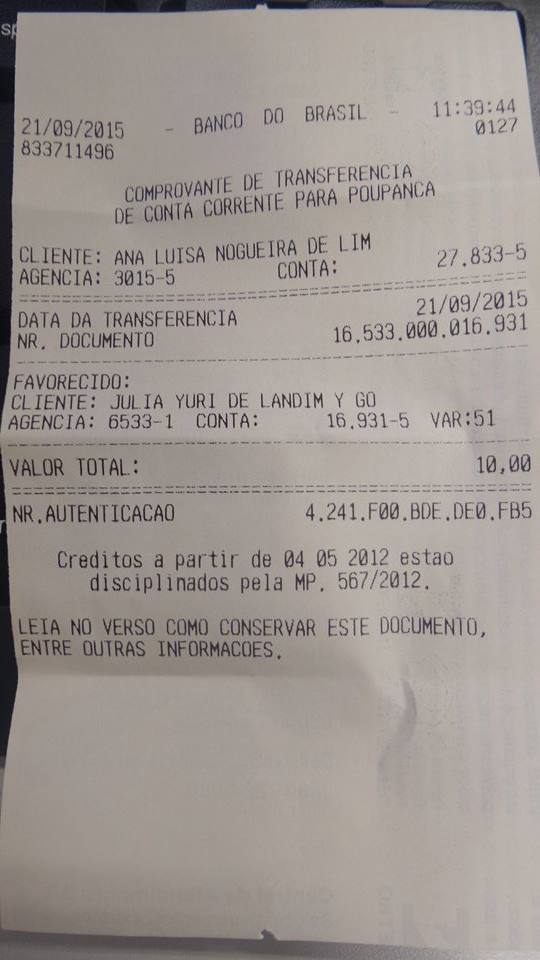 21/09/2015 - BANCO DO BRASIL - 11:39:44
833711496 0127
COMPROVANTE DE TRANSFERENCIA
DE CONTA CORRENTE PARA POUPANCA
CLIENTE: ANA LUISA NOGUEIRA DE LIM
AGENCIA: 3015-5 CONTA: 27.833-5
DATA DA TRANSFERENCIA 21/09/2015
NR. DOCUMENTO 16.533.000.016.931
FAVORECIDO:
CLIENTE: JULIA YURI DE LANDIM Y GO
AGENCIA: 6533-1 CONTA: 16.931-5 VAR:51
VALOR TOTAL: 10,00
NR.AUTENTICACAO 4.241.F00.BDE.DE0.FB5
Creditos a partir de 04 05 2012 estao
disciplinados pela MP. 567/2012.
LEIA NO VERSO COMO CONSERVAR ESTE DOCUMENTO,
ENTRE OUTRAS INFORMACOES.